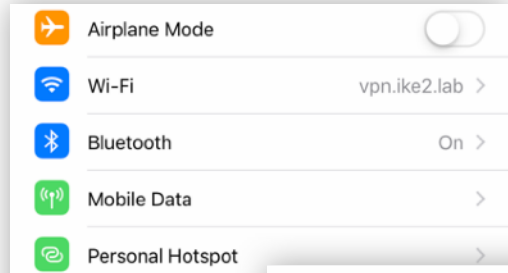 Airplane Mode
Wi-Fi vpn.ike2.lab
Bluetooth On
Mobile Data
Personal Hotspot